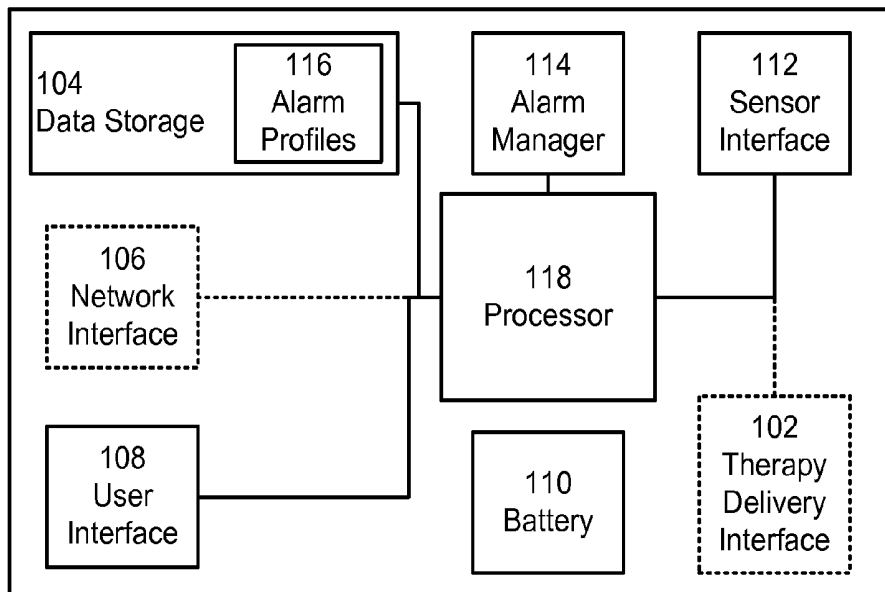 104
Data Storage
116
Alarm
Profiles
114
Alarm
Manager
112
Sensor
Interface
106
Network
Interface
118
Processor
108
User
Interface
110
Battery
102
Therapy
Delivery
Interface